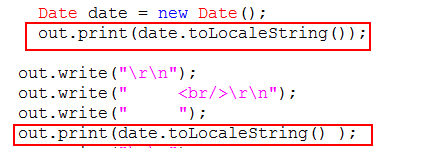 Date date = new Date();
out.print(date.toLocaleString());
out.write("\r\n");
out.write("     <br/>\r\n");
out.write("     ");
out.print(date.toLocaleString() );